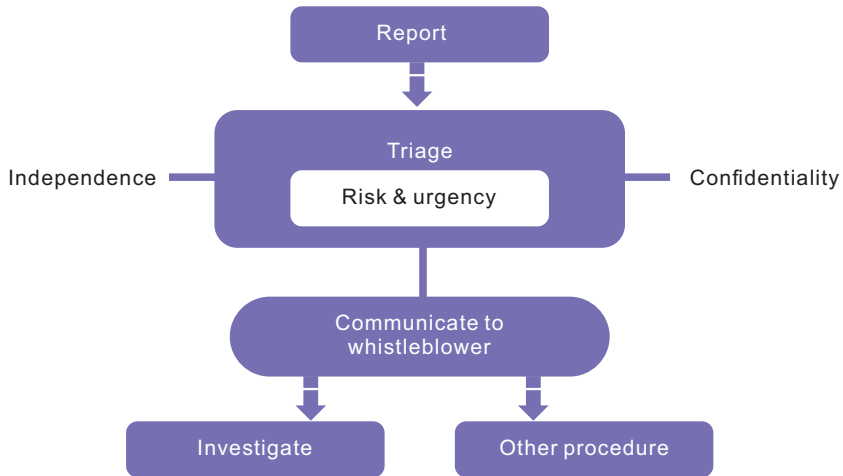 Report
Triage
Independence
Risk & urgency
Confidentiality
Communicate to
whistleblower
Investigate
Other procedure